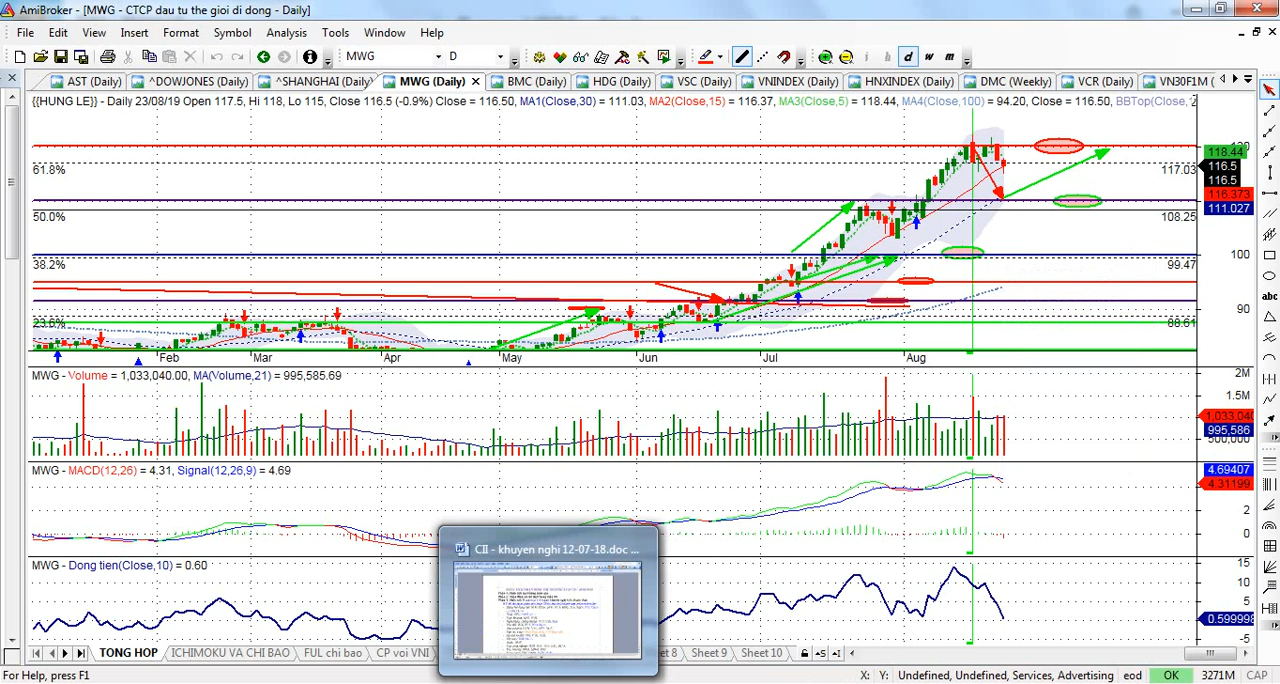 AmiBroker - [MWG - CTCP dau tu the gioi di dong - Daily]
File Edit View Insert Format Symbol Analysis Tools Window Help
MWG D i h d w m
AST (Daily) ^DOWJONES (Daily) ^SHANGHAI (Daily) MWG (Daily) BMC (Daily) HDG (Daily) VSC (Daily) VNINDEX (Daily) HNXINDEX (Daily) DMC (Weekly) VCR (Daily) VN30F1M (
{{HUNG LE}} - Daily 23/08/19 Open 117.5, Hi 118, Lo 115, Close 116.5 (-0.9%) Close = 116.50, MA1(Close,30) = 111.03, MA2(Close,15) = 116.37, MA3(Close,5) = 118.44, MA4(Close,100) = 94.20, Close = 116.50, BBTop(Close,
118.44
61.8% 117.03 116.5
116.5
116.373
111.027
50.0% 108.25
100
38.2% 99.47
90
23.6% 88.61
Feb Mar Apr May Jun Jul Aug
MWG - Volume = 1,033,040.00, MA(Volume,21) = 995,585.69
2M
1.5M
1,033,040
995,586
500,000
MWG - MACD(12,26) = 4.31, Signal(12,26,9) = 4.69
4.69407
4.31199
2
0
MWG - Dong tien(Close,10) = 0.60
15
10
5
0.599998
-5
CII - khuyen nghi 12-07-18.doc ...
TONG HOP ICHIMOKU VA CHI BAO FUL chi bao CP voi VNI Sheet 9 Sheet 10
For Help, press F1 X: Y: Undefined, Undefined, Services, Advertising eod OK 3271M CAP
abc